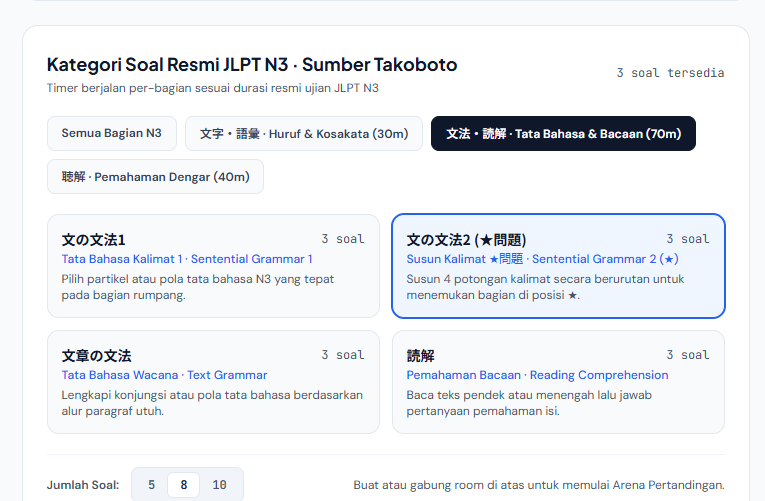 Kategori Soal Resmi JLPT N3 · Sumber Takoboto
3 soal tersedia
Timer berjalan per-bagian sesuai durasi resmi ujian JLPT N3
Semua Bagian N3
文字・語彙 · Huruf & Kosakata (30m)
文法・読解 · Tata Bahasa & Bacaan (70m)
聴解 · Pemahaman Dengar (40m)
文の文法1
3 soal
Tata Bahasa Kalimat 1 · Sentential Grammar 1
Pilih partikel atau pola tata bahasa N3 yang tepat
pada bagian rumpang.
文の文法2 (★問題)
3 soal
Susun Kalimat ★問題 · Sentential Grammar 2 (★)
Susun 4 potongan kalimat secara berurutan untuk
menemukan bagian di posisi ★.
文章の文法
3 soal
Tata Bahasa Wacana · Text Grammar
Lengkapi konjungsi atau pola tata bahasa berdasarkan
alur paragraf utuh.
読解
3 soal
Pemahaman Bacaan · Reading Comprehension
Baca teks pendek atau menengah lalu jawab
pertanyaan pemahaman isi.
Jumlah Soal:
5
8
10
Buat atau gabung room di atas untuk memulai Arena Pertandingan.